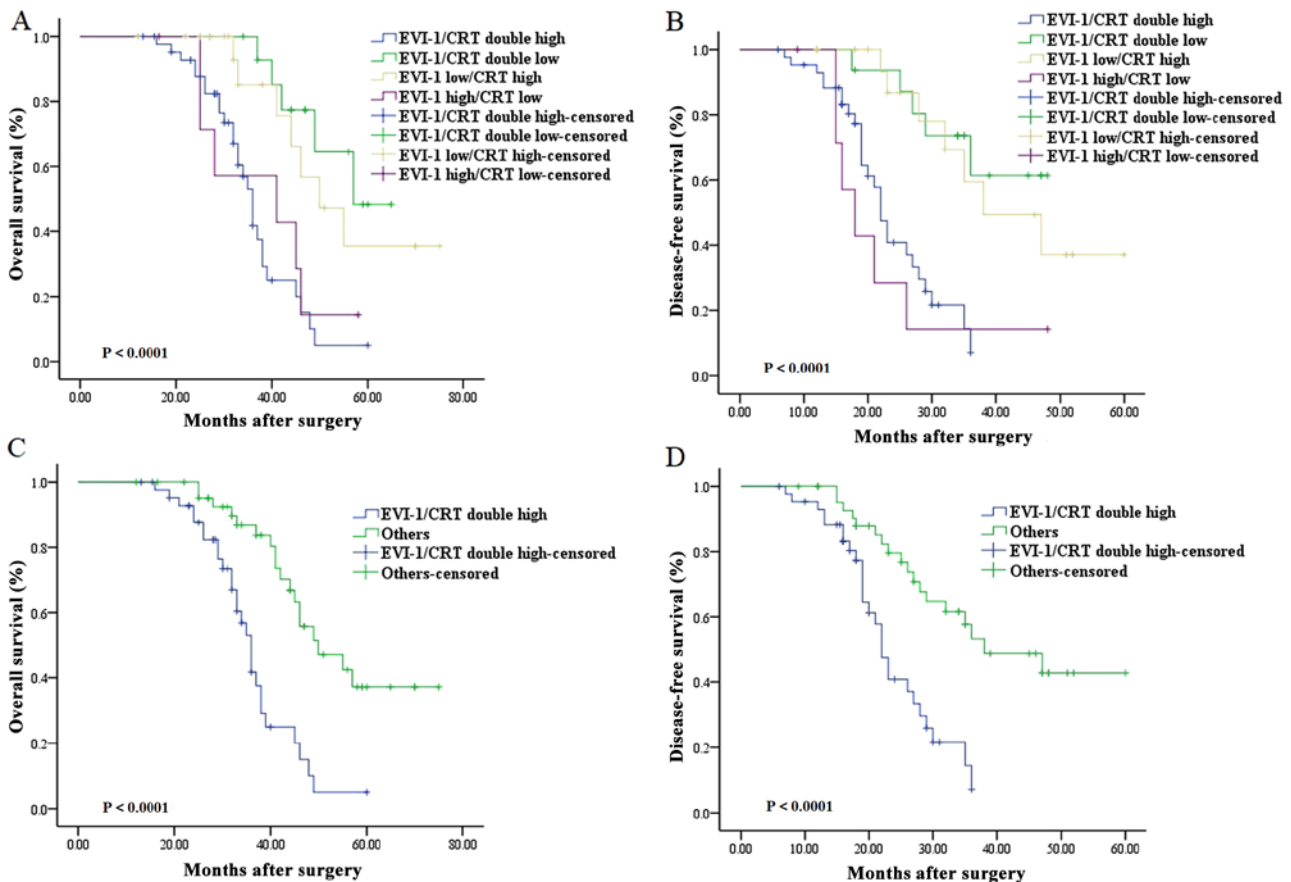 A
EVI-1/CRT double high
EVI-1/CRT double low
EVI-1 low/CRT high
EVI-1 high/CRT low
EVI-1/CRT double high-censored
EVI-1/CRT double low-censored
EVI-1 low/CRT high-censored
EVI-1 high/CRT low-censored
Overall survival (%)
1.0
0.8
0.6
0.4
0.2
0.0
P < 0.0001
0.00 20.00 40.00 60.00 80.00
Months after surgery
B
EVI-1/CRT double high
EVI-1/CRT double low
EVI-1 low/CRT high
EVI-1 high/CRT low
EVI-1/CRT double high-censored
EVI-1/CRT double low-censored
EVI-1 low/CRT high-censored
EVI-1 high/CRT low-censored
Disease-free survival (%)
1.0
0.8
0.6
0.4
0.2
0.0
P < 0.0001
0.00 10.00 20.00 30.00 40.00 50.00 60.00
Months after surgery
C
EVI-1/CRT double high
Others
EVI-1/CRT double high-censored
Others-censored
Overall survival (%)
1.0
0.8
0.6
0.4
0.2
0.0
P < 0.0001
0.00 20.00 40.00 60.00 80.00
Months after surgery
D
EVI-1/CRT double high
Others
EVI-1/CRT double high-censored
Others-censored
Disease-free survival (%)
1.0
0.8
0.6
0.4
0.2
0.0
P < 0.0001
0.00 10.00 20.00 30.00 40.00 50.00 60.00
Months after surgery